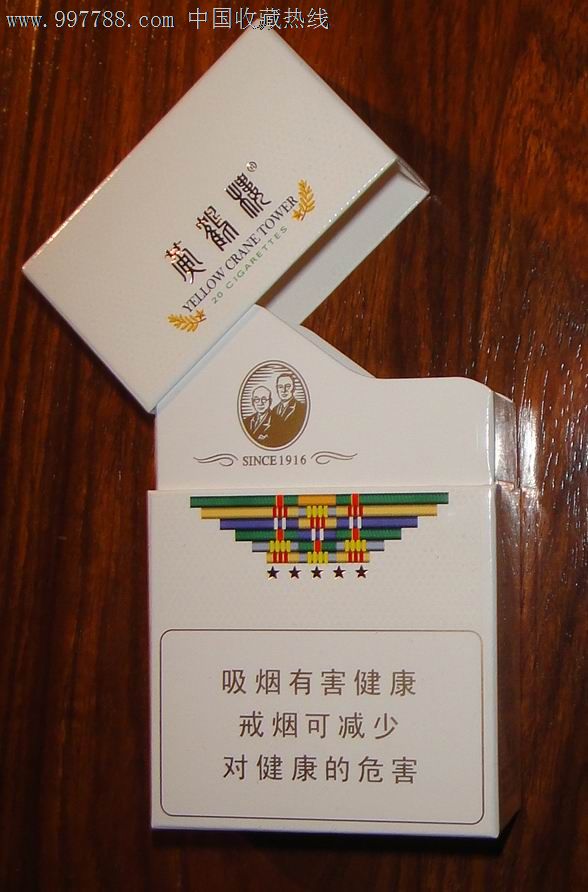 www.997788.com 中国收藏热线
黄鹤楼®
YELLOW CRANE TOWER
20 CIGARETTES
SINCE 1916
吸烟有害健康
戒烟可减少
对健康的危害